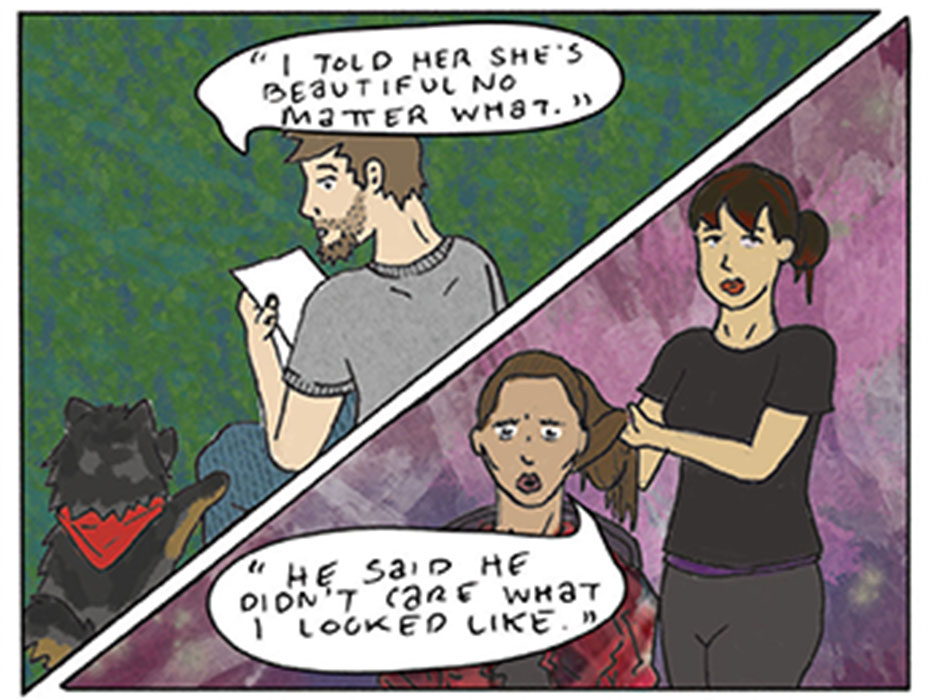 “I TOLD HER SHE'S
BEAUTIFUL NO
MATTER WHAT.”
“HE SAID HE
DIDN'T CARE WHAT
I LOOKED LIKE.”